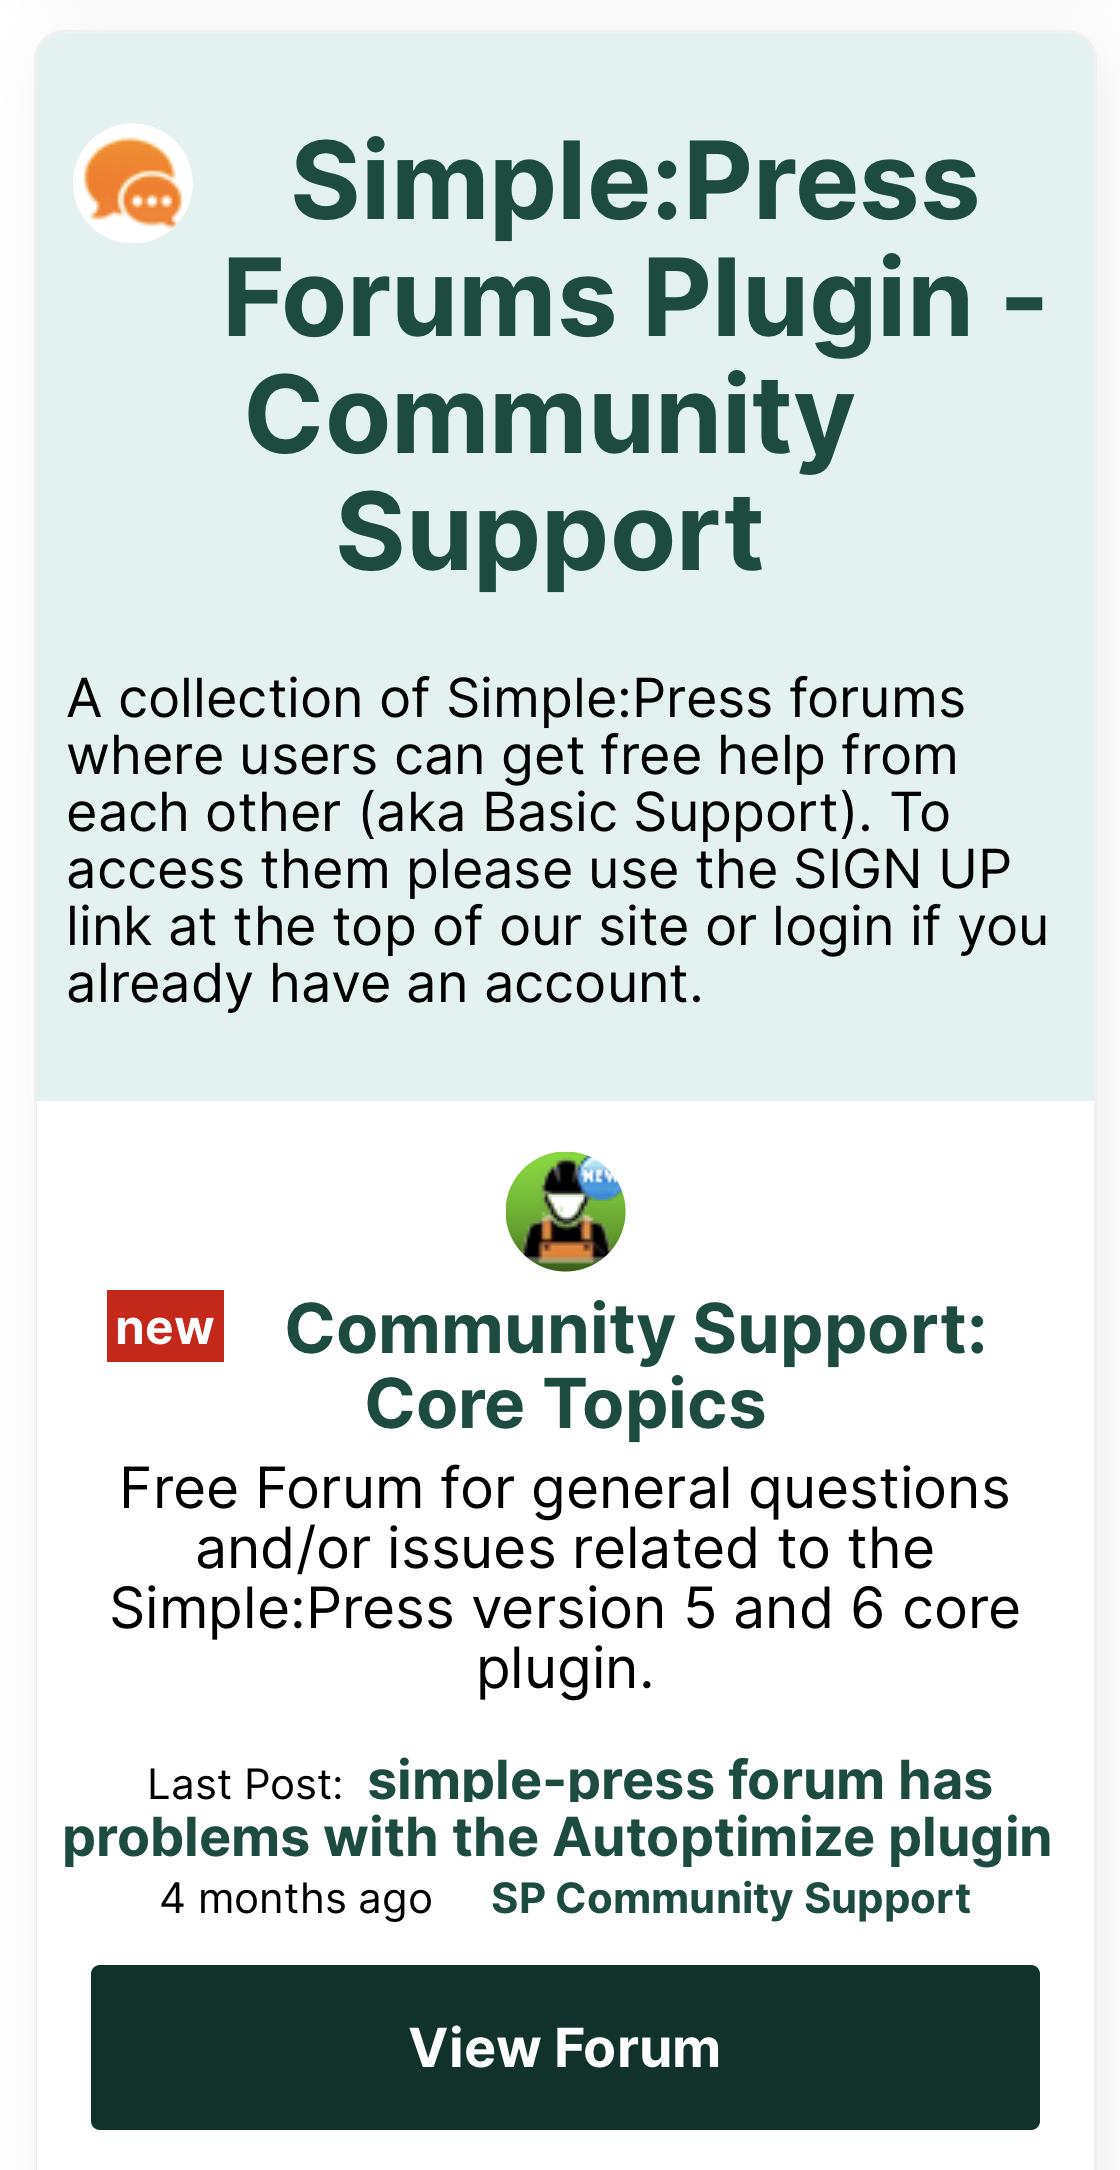 Simple:Press
Forums Plugin -
Community
Support
A collection of Simple:Press forums
where users can get free help from
each other (aka Basic Support). To
access them please use the SIGN UP
link at the top of our site or login if you
already have an account.
NEW
new Community Support:
Core Topics
Free Forum for general questions
and/or issues related to the
Simple:Press version 5 and 6 core
plugin.
Last Post: simple-press forum has
problems with the Autoptimize plugin
4 months ago SP Community Support
View Forum